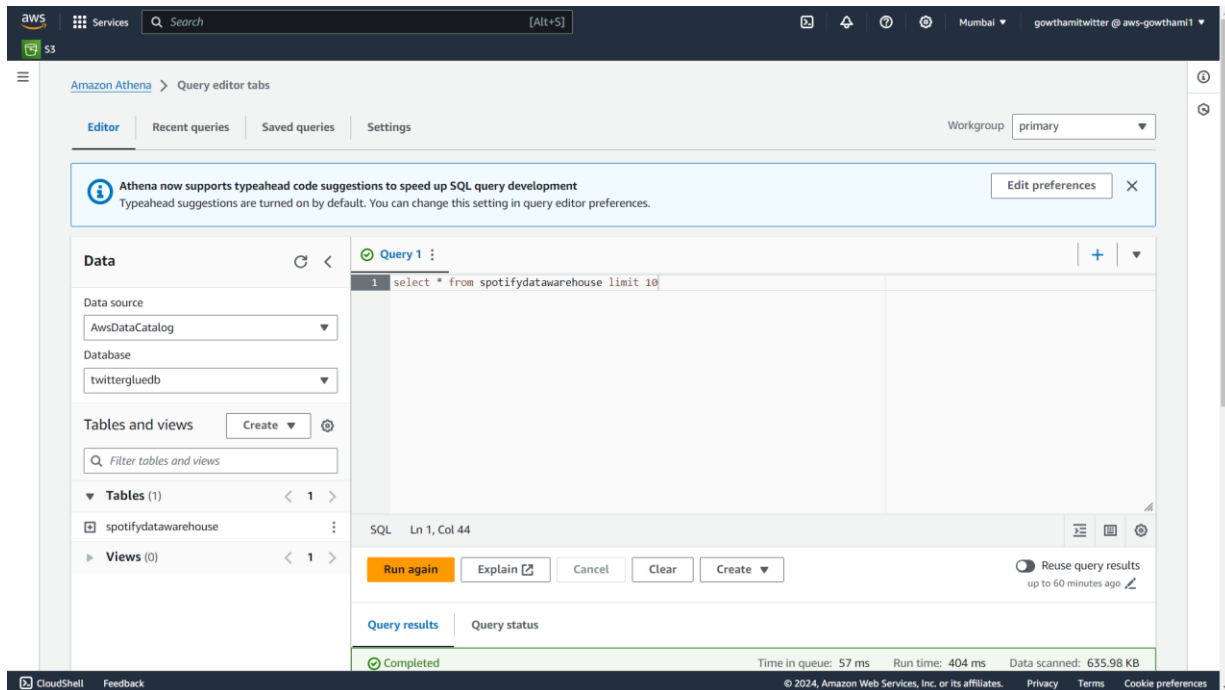 aws
Services
Search
[Alt+S]
Mumbai
gowthamitwitter @ aws-gowthami1
S3
Amazon Athena
Query editor tabs
Editor
Recent queries
Saved queries
Settings
Workgroup
primary
Athena now supports typeahead code suggestions to speed up SQL query development
Typeahead suggestions are turned on by default. You can change this setting in query editor preferences.
Edit preferences
Data
Data source
AwsDataCatalog
Database
twittergluedb
Tables and views
Create
Filter tables and views
Tables (1)
1
spotifydatawarehouse
Views (0)
1
Query 1
1 select * from spotifydatawarehouse limit 10
SQL
Ln 1, Col 44
Run again
Explain
Cancel
Clear
Create
Reuse query results
up to 60 minutes ago
Query results
Query status
Completed
Time in queue: 57 ms
Run time: 404 ms
Data scanned: 635.98 KB
CloudShell
Feedback
© 2024, Amazon Web Services, Inc. or its affiliates.
Privacy
Terms
Cookie preferences